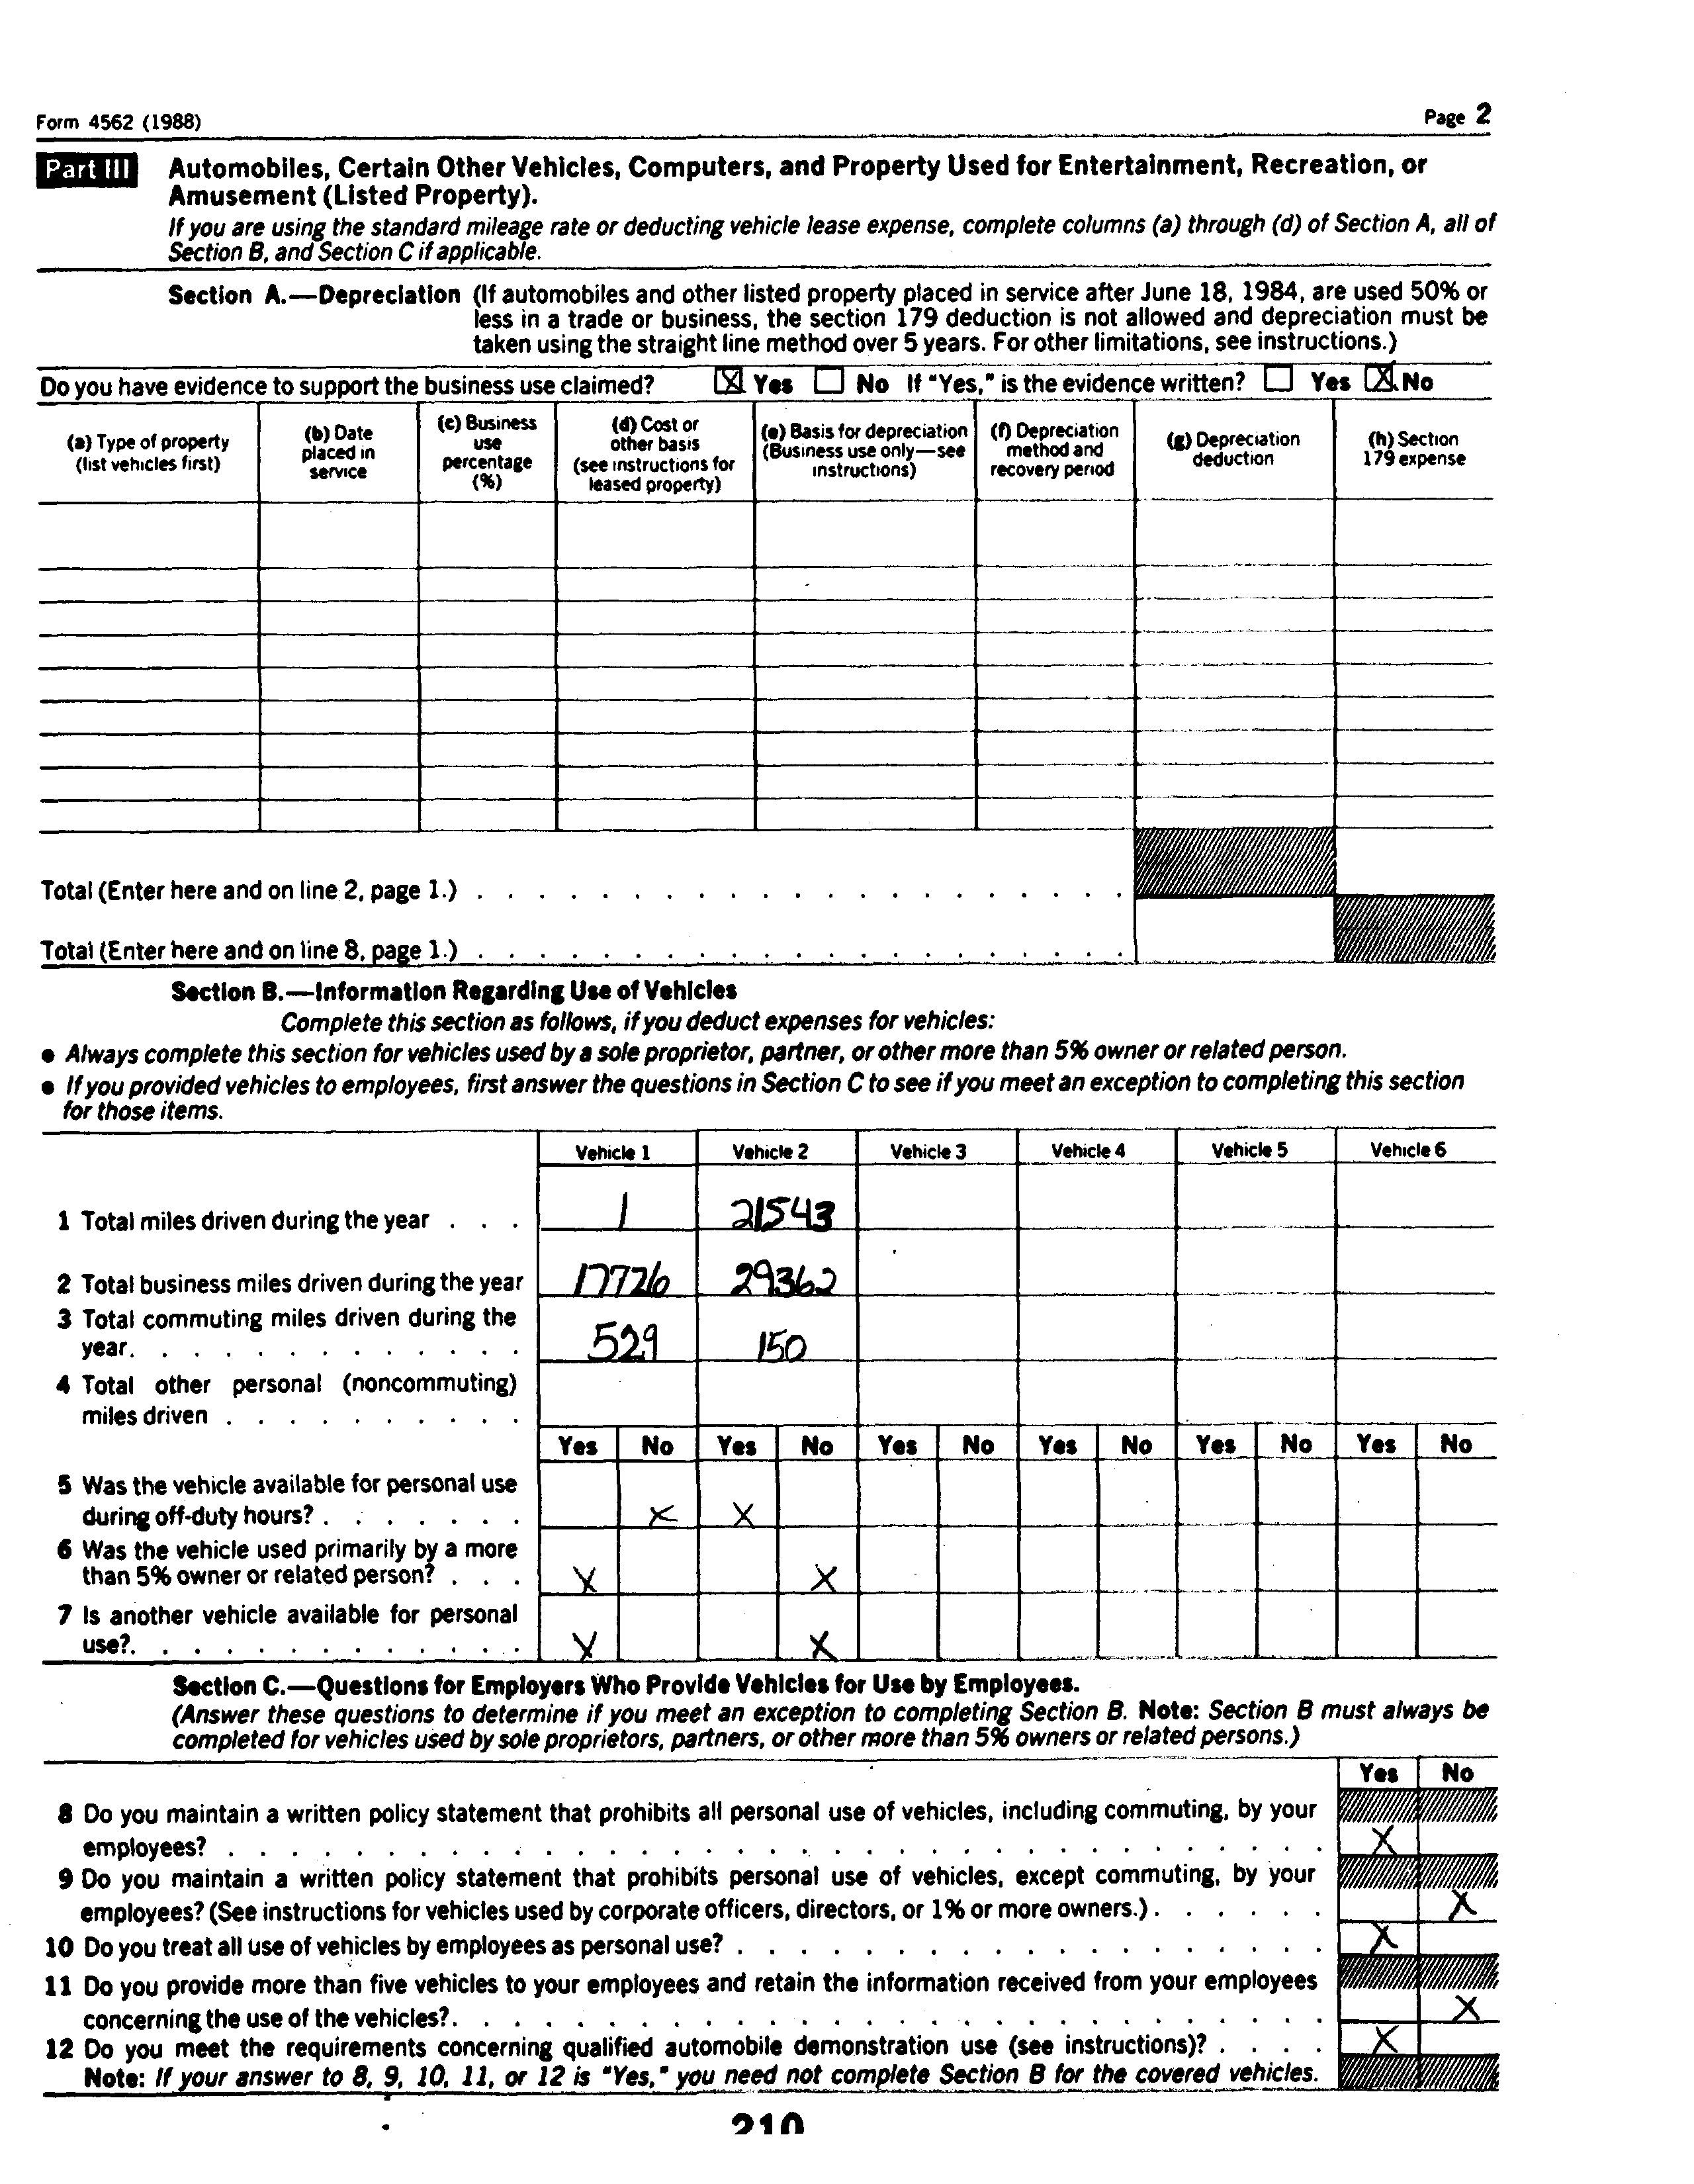 Form 4562 (1988) Page 2
Part III Automobiles, Certain Other Vehicles, Computers, and Property Used for Entertainment, Recreation, or
Amusement (Listed Property).
If you are using the standard mileage rate or deducting vehicle lease expense, complete columns (a) through (d) of Section A, all of
Section B, and Section C if applicable.
Section A.—Depreciation (If automobiles and other listed property placed in service after June 18, 1984, are used 50% or
less in a trade or business, the section 179 deduction is not allowed and depreciation must be
taken using the straight line method over 5 years. For other limitations, see instructions.)
Do you have evidence to support the business use claimed? ☒ Yes ☐ No If "Yes," is the evidence written? ☐ Yes ☒ No
(a) Type of property
(list vehicles first)
(b) Date
placed in
service
(c) Business
use
percentage
(%)
(d) Cost or
other basis
(see instructions for
leased property)
(e) Basis for depreciation
(Business use only—see
instructions)
(f) Depreciation
method and
recovery period
(g) Depreciation
deduction
(h) Section
179 expense
Total (Enter here and on line 2, page 1.) . . . . . . . . . . . . . . . . . . . . .
Total (Enter here and on line 8, page 1.) . . . . . . . . . . . . . . . . . . . . .
Section B.—Information Regarding Use of Vehicles
Complete this section as follows, if you deduct expenses for vehicles:
● Always complete this section for vehicles used by a sole proprietor, partner, or other more than 5% owner or related person.
● If you provided vehicles to employees, first answer the questions in Section C to see if you meet an exception to completing this section
for those items.
Vehicle 1 Vehicle 2 Vehicle 3 Vehicle 4 Vehicle 5 Vehicle 6
1 Total miles driven during the year . . . 1 21543
2 Total business miles driven during the year 17726 29362
3 Total commuting miles driven during the
year. . . . . . . . . . . . . . 529 150
4 Total other personal (noncommuting)
miles driven . . . . . . . . . .
Yes No Yes No Yes No Yes No Yes No Yes No
5 Was the vehicle available for personal use
during off-duty hours? . . . . . . . X X
6 Was the vehicle used primarily by a more
than 5% owner or related person? . . . X X
7 Is another vehicle available for personal
use?. . . . . . . . . . . . . X X
Section C.—Questions for Employers Who Provide Vehicles for Use by Employees.
(Answer these questions to determine if you meet an exception to completing Section B. Note: Section B must always be
completed for vehicles used by sole proprietors, partners, or other more than 5% owners or related persons.)
Yes No
8 Do you maintain a written policy statement that prohibits all personal use of vehicles, including commuting, by your
employees? . . . . . . . . . . . . . . . . . . . . . . . . . . . . X
9 Do you maintain a written policy statement that prohibits personal use of vehicles, except commuting, by your
employees? (See instructions for vehicles used by corporate officers, directors, or 1% or more owners.) . . . . . . X
10 Do you treat all use of vehicles by employees as personal use? . . . . . . . . . . . . . . . . . . . X
11 Do you provide more than five vehicles to your employees and retain the information received from your employees
concerning the use of the vehicles?. . . . . . . . . . . . . . . . . . . . . . . . . . . . X
12 Do you meet the requirements concerning qualified automobile demonstration use (see instructions)? . . . . X
Note: If your answer to 8, 9, 10, 11, or 12 is "Yes," you need not complete Section B for the covered vehicles.
210